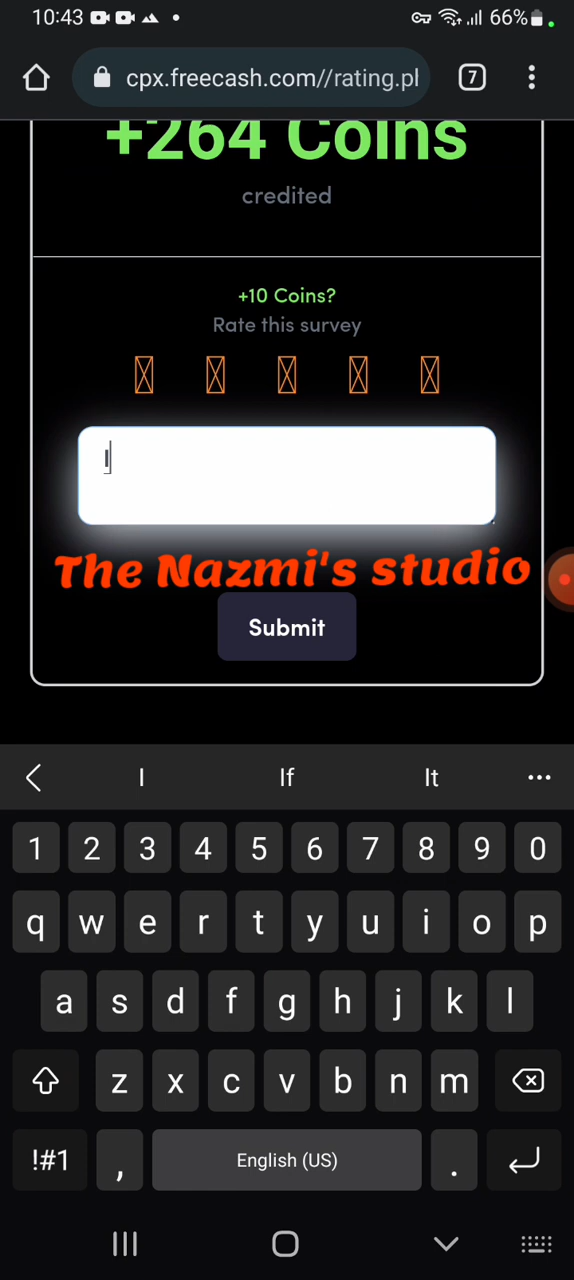 10:43 66%
cpx.freecash.com//rating.pl 7
+264 Coins
credited
+10 Coins?
Rate this survey
I
The Nazmi's studio
Submit
I If It
1 2 3 4 5 6 7 8 9 0
q w e r t y u i o p
a s d f g h j k l
z x c v b n m
!#1 , English (US) .